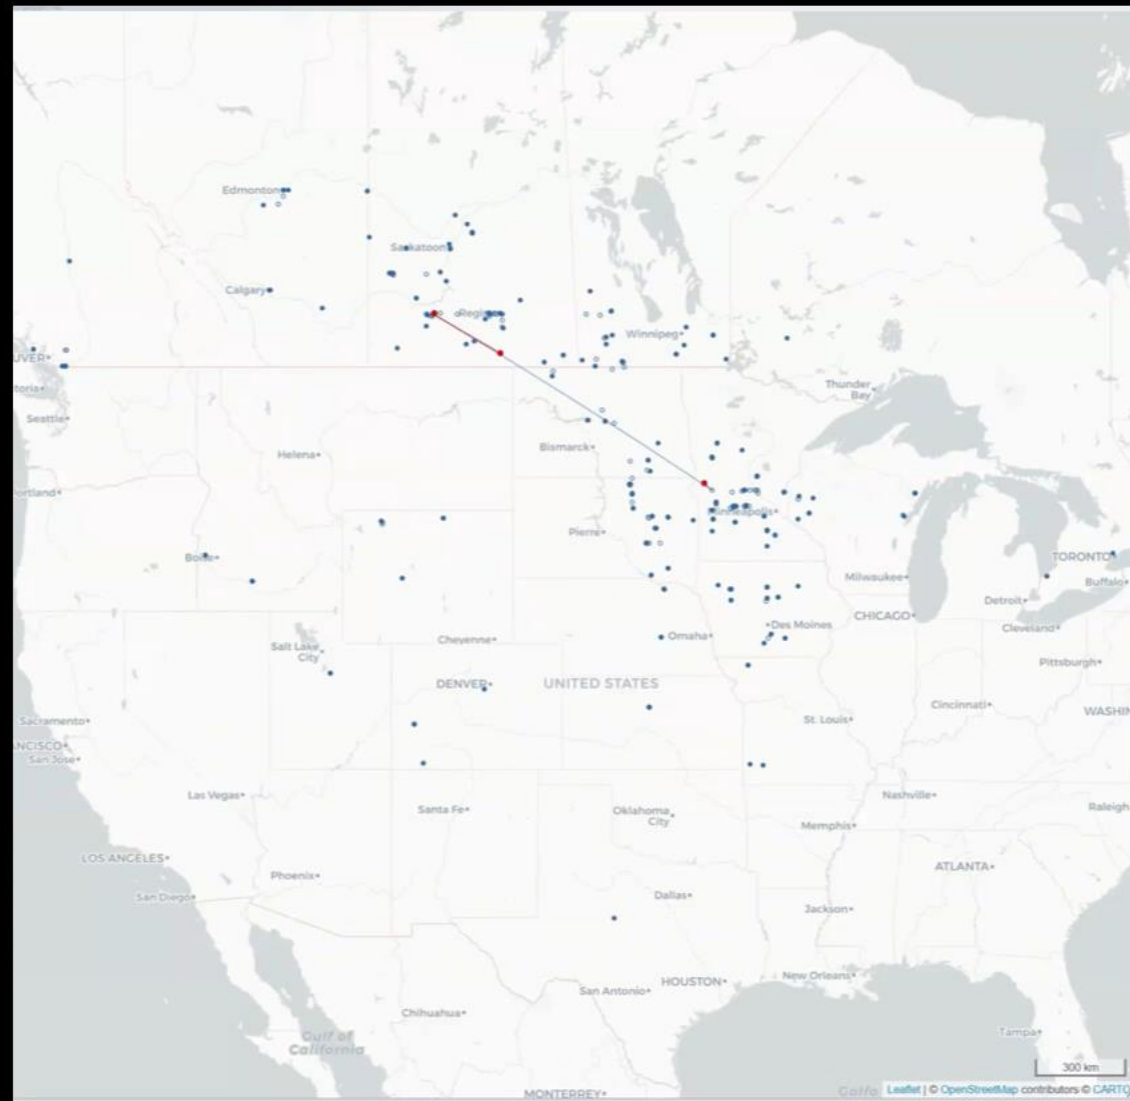 Edmonton
Saskatoon
Calgary
Regina
Winnipeg
UVER
toria
Thunder
Bay
Seattle
Bismarck
Helena
ortland
Minneapolis
Pierre
TORONTO
Boise
Milwaukee
Buffalo
Detroit
CHICAGO
Des Moines
Cleveland
Cheyenne
Omaha
Salt Lake
City
Pittsburgh
DENVER
UNITED STATES
Cincinnati
WASHIN
Sacramento
St. Louis
ANCISCO
San Jose
Las Vegas
Nashville
Santa Fe
Oklahoma
City
Raleigh
Memphis
LOS ANGELES
ATLANTA
Phoenix
Dallas
San Diego
Jackson
New Orleans
HOUSTON
San Antonio
Chihuahua
Tampa
Gulf of
California
300 km
MONTERREY
Golfo
Leaflet | © OpenStreetMap contributors © CARTO